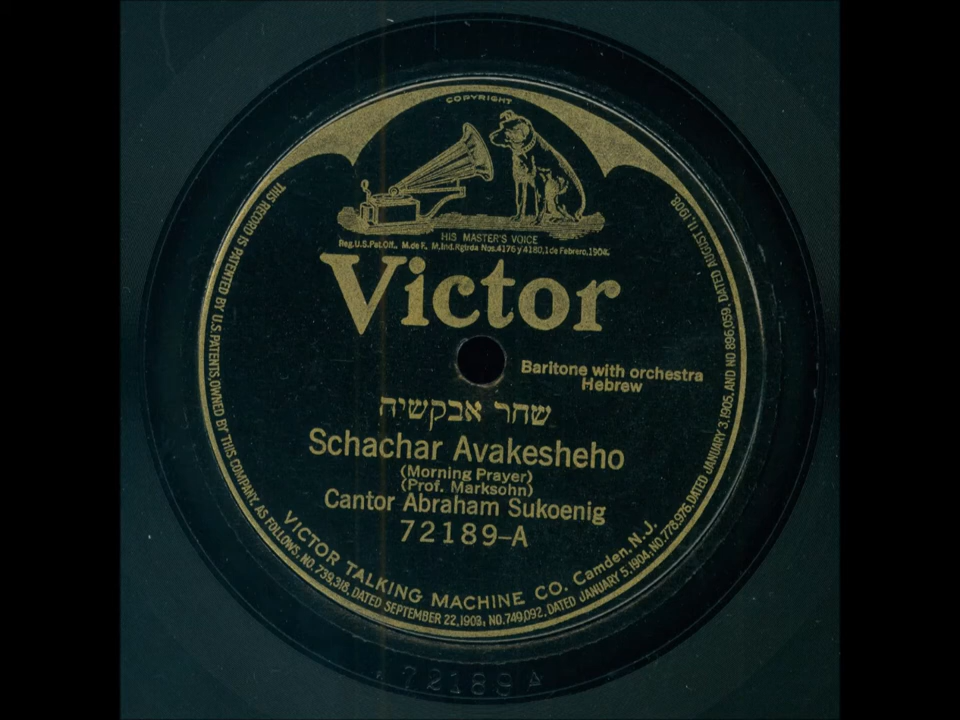 COPYRIGHT
HIS MASTER'S VOICE
Reg.U.S.Pat.Off., M.de F., M.Ind.Rgtrda Nos.4176 y 4180, 1 de Febrero, 1904.
Victor
Baritone with orchestra
Hebrew
שחר אבקשיה
Schachar Avakesheho
(Morning Prayer)
(Prof. Marksohn)
Cantor Abraham Sukoenig
72189-A
VICTOR TALKING MACHINE CO. Camden, N. J.
THIS RECORD IS PATENTED BY U.S. PATENTS, OWNED BY THIS COMPANY, AS FOLLOWS, NO. 739,318, DATED SEPTEMBER 22, 1903; NO. 749,092, DATED JANUARY 5, 1904, NO. 778,976, DATED JANUARY 3, 1905, AND NO 896,059, DATED AUGUST 11, 1908
72189 A